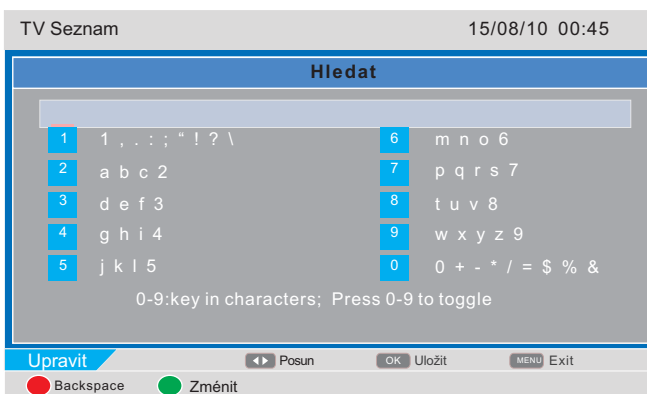 TV Seznam 15/08/10 00:45
Hledat
1 1 , . : ; “ ! ? \ 6 m n o 6
2 a b c 2 7 p q r s 7
3 d e f 3 8 t u v 8
4 g h i 4 9 w x y z 9
5 j k l 5 0 0 + - * / = $ % &
0-9:key in characters; Press 0-9 to toggle
Upravit Posun OK Uložit MENU Exit
Backspace Zménit